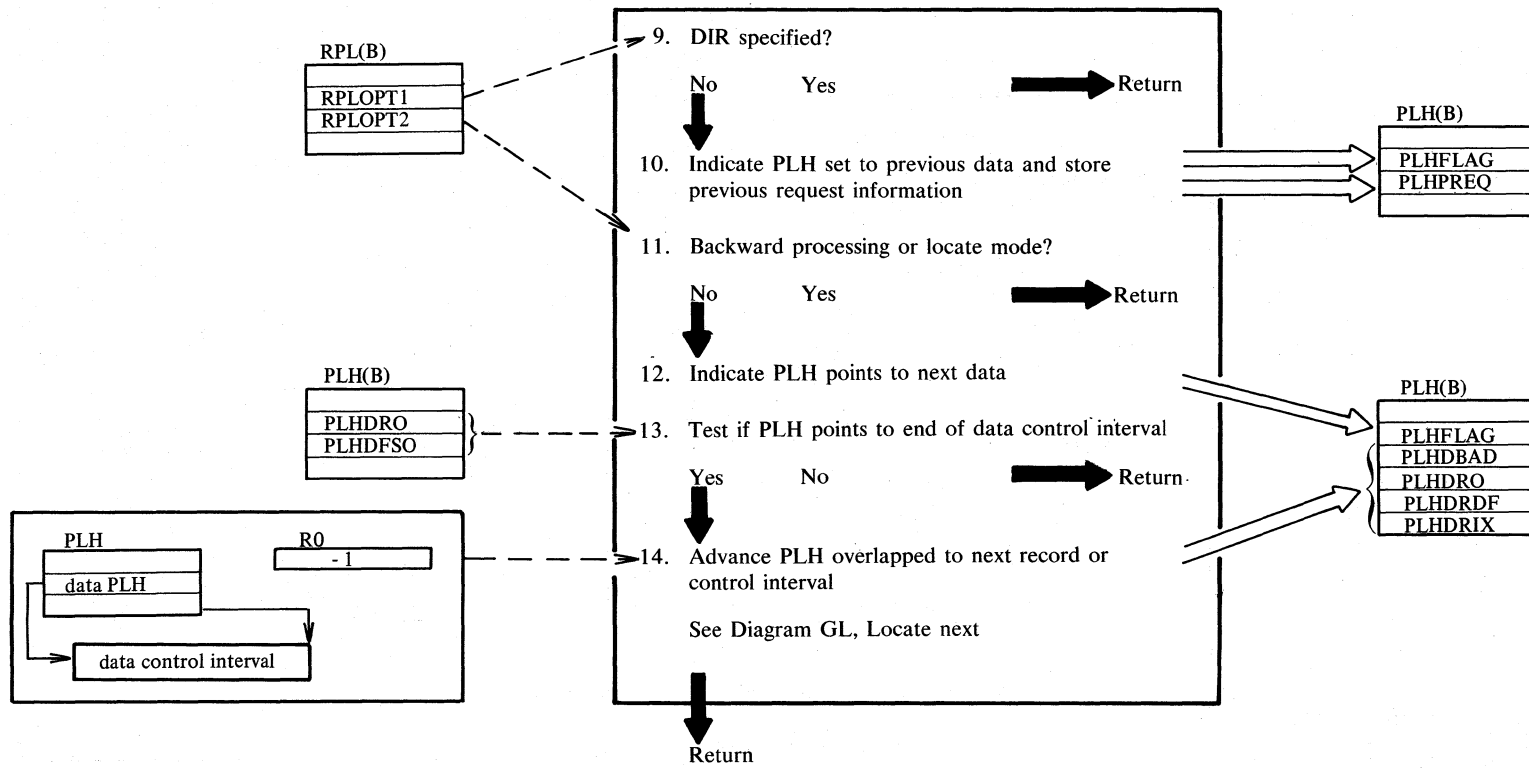 RPL(B)
RPLOPT1
RPLOPT2
9. DIR specified?
No Yes Return
10. Indicate PLH set to previous data and store
previous request information
PLH(B)
PLHFLAG
PLHPREQ
11. Backward processing or locate mode?
No Yes Return
12. Indicate PLH points to next data
PLH(B)
PLHDRO
PLHDFSO
13. Test if PLH points to end of data control interval
Yes No Return
PLH(B)
PLHFLAG
PLHDBAD
PLHDRO
PLHDRDF
PLHDRIX
PLH
data PLH
R0
- 1
data control interval
14. Advance PLH overlapped to next record or
control interval
See Diagram GL, Locate next
Return